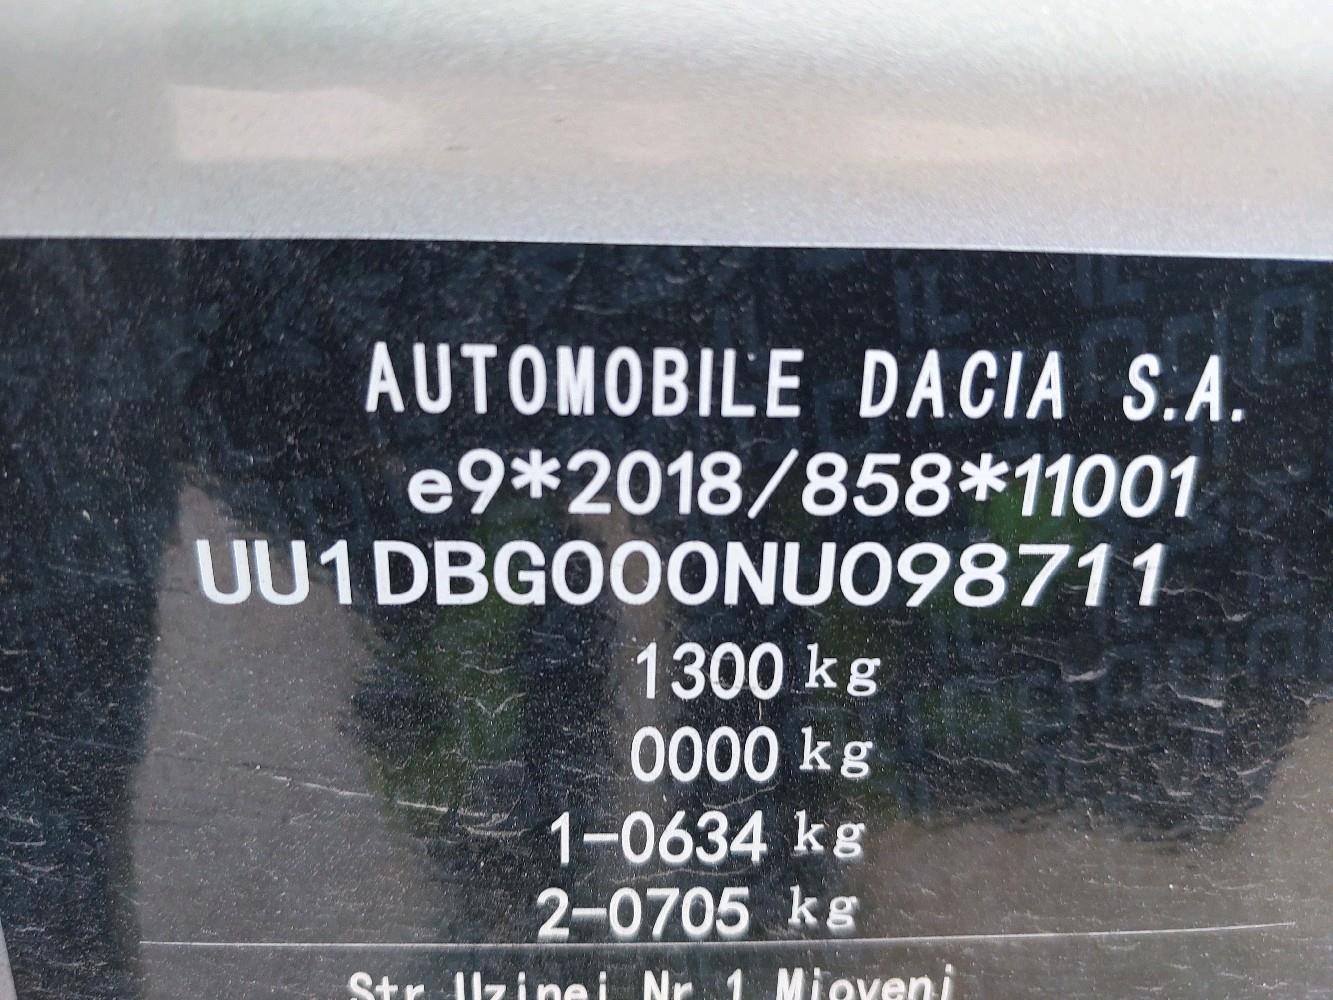 AUTOMOBILE DACIA S.A.
e9*2018/858*11001
UU1DBG000NU098711
1300 kg
0000 kg
1-0634 kg
2-0705 kg
Str Uzinei Nr 1 Mioveni